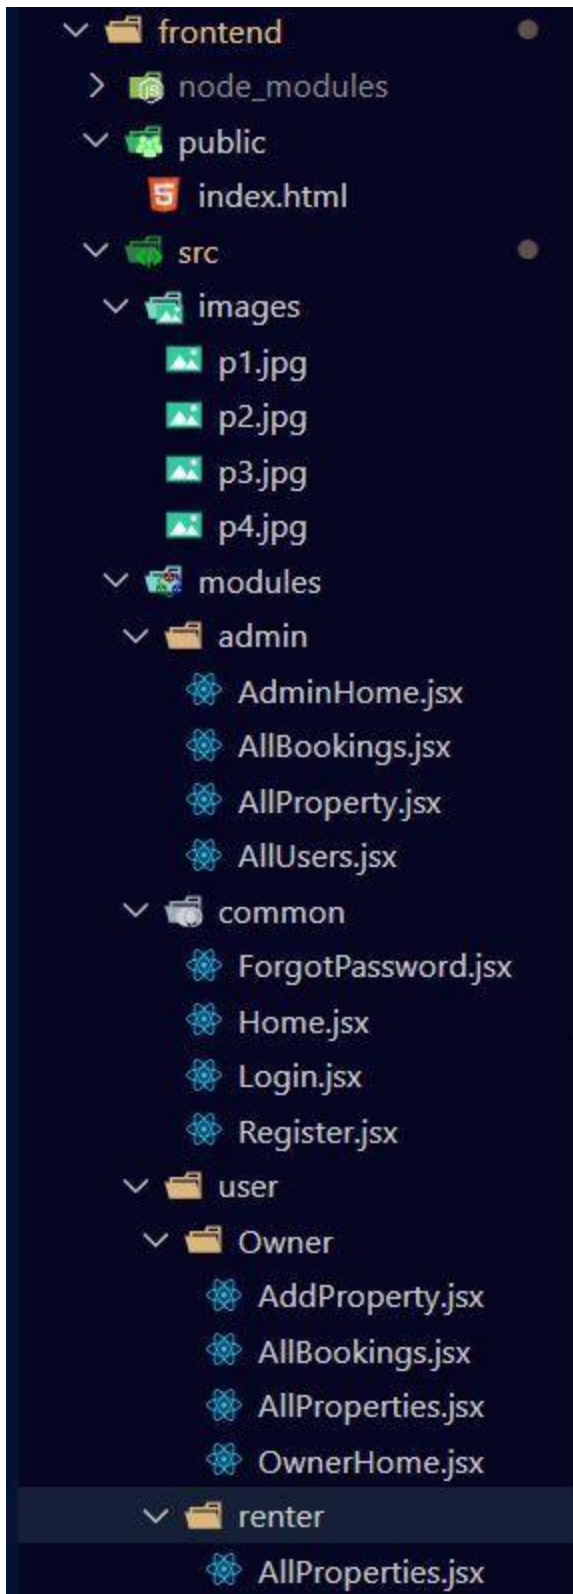 frontend
node_modules
public
index.html
src
images
p1.jpg
p2.jpg
p3.jpg
p4.jpg
modules
admin
AdminHome.jsx
AllBookings.jsx
AllProperty.jsx
AllUsers.jsx
common
ForgotPassword.jsx
Home.jsx
Login.jsx
Register.jsx
user
Owner
AddProperty.jsx
AllBookings.jsx
AllProperties.jsx
OwnerHome.jsx
renter
AllProperties.jsx